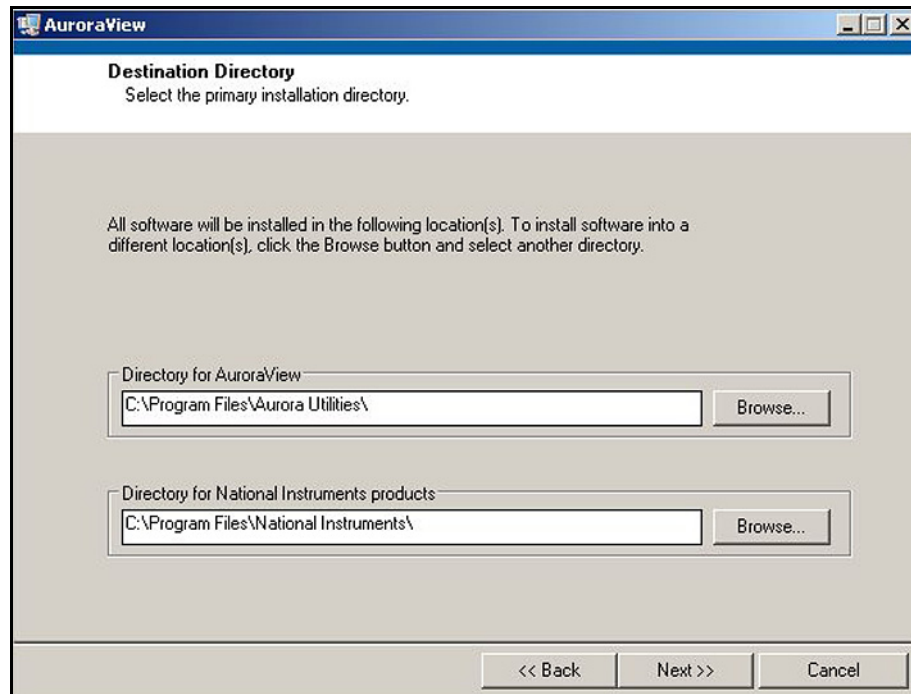 AuroraView
Destination Directory
Select the primary installation directory.
All software will be installed in the following location(s). To install software into a
different location(s), click the Browse button and select another directory.
Directory for AuroraView
C:\Program Files\Aurora Utilities\
Browse...
Directory for National Instruments products
C:\Program Files\National Instruments\
Browse...
<< Back
Next >>
Cancel